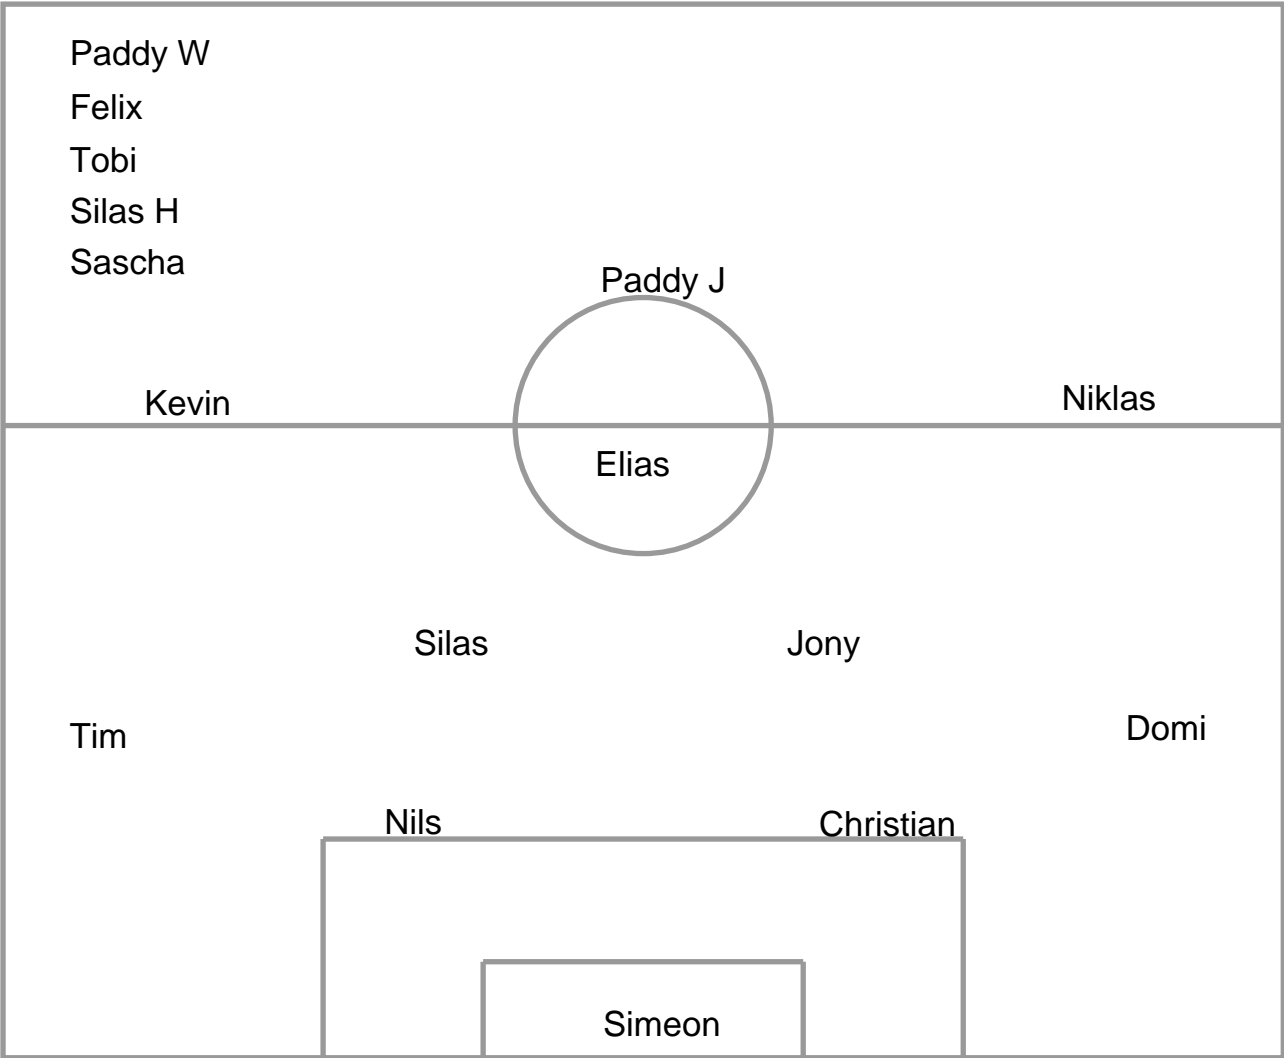 Paddy W
Felix
Tobi
Silas H
Sascha
Paddy J
Kevin
Niklas
Elias
Silas
Jony
Tim
Domi
Nils
Christian
Simeon